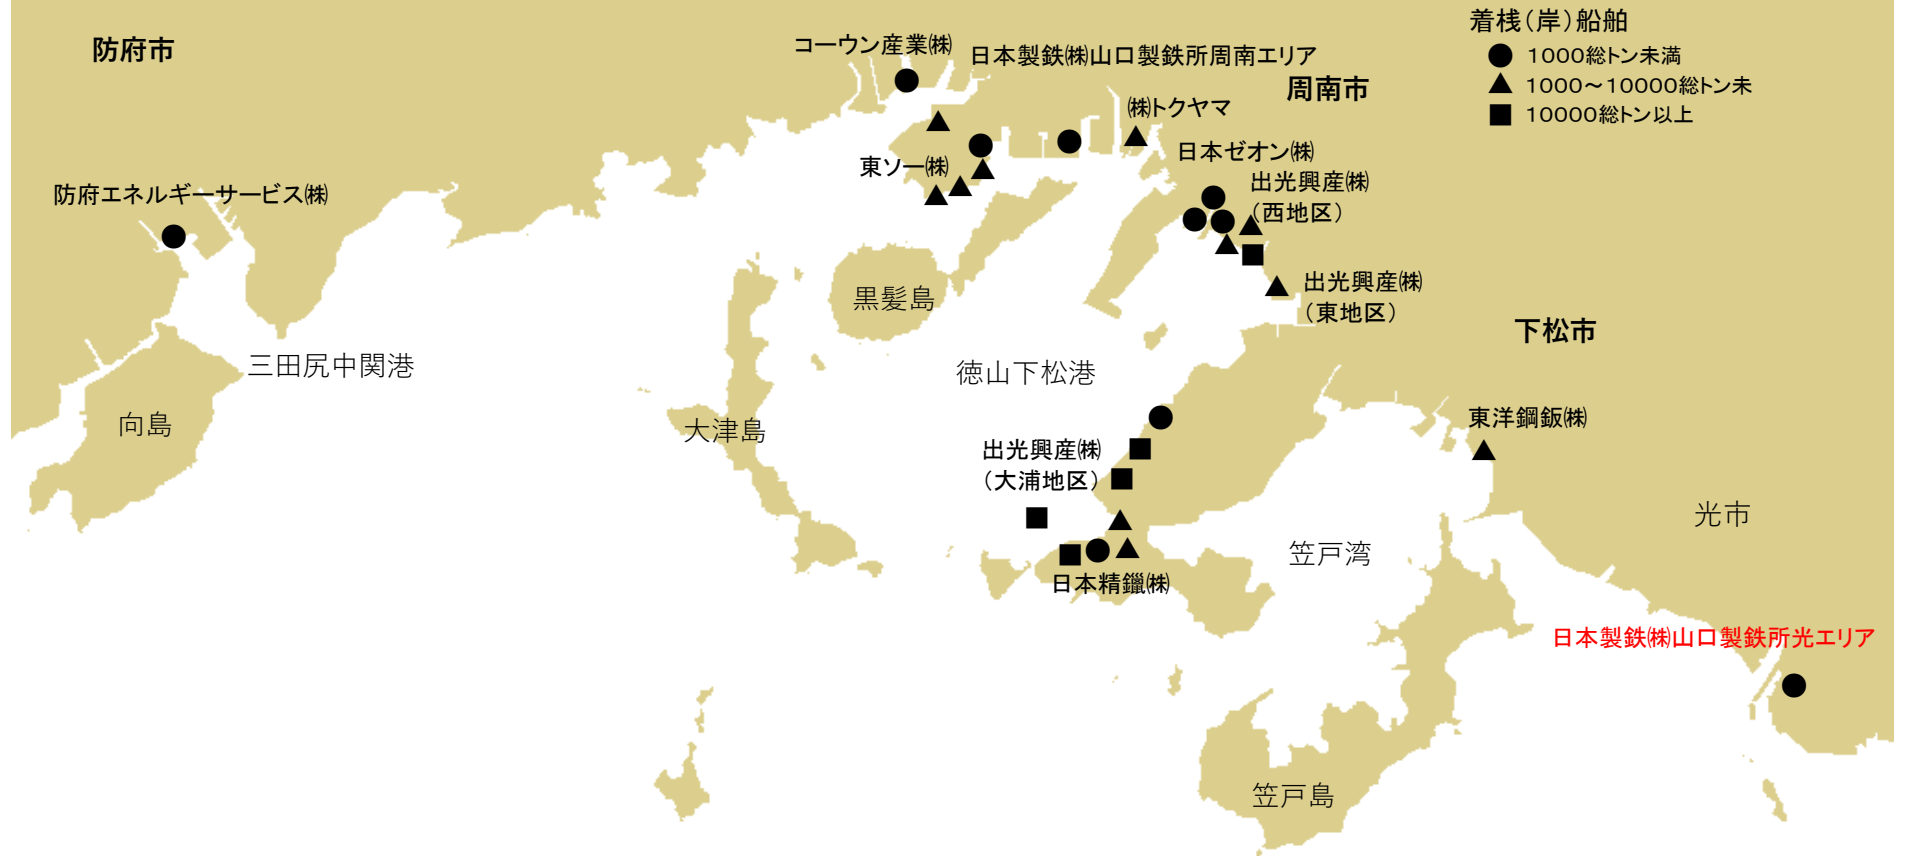 着桟（岸）船舶
1000総トン未満
1000～10000総トン未
10000総トン以上
防府市
コーウン産業㈱
日本製鉄㈱山口製鉄所周南エリア
周南市
㈱トクヤマ
日本ゼオン㈱
東ソー㈱
出光興産㈱
（西地区）
防府エネルギーサービス㈱
黒髪島
出光興産㈱
（東地区）
下松市
三田尻中関港
徳山下松港
向島
大津島
東洋鋼鈑㈱
出光興産㈱
（大浦地区）
光市
笠戸湾
日本精鑞㈱
日本製鉄㈱山口製鉄所光エリア
笠戸島